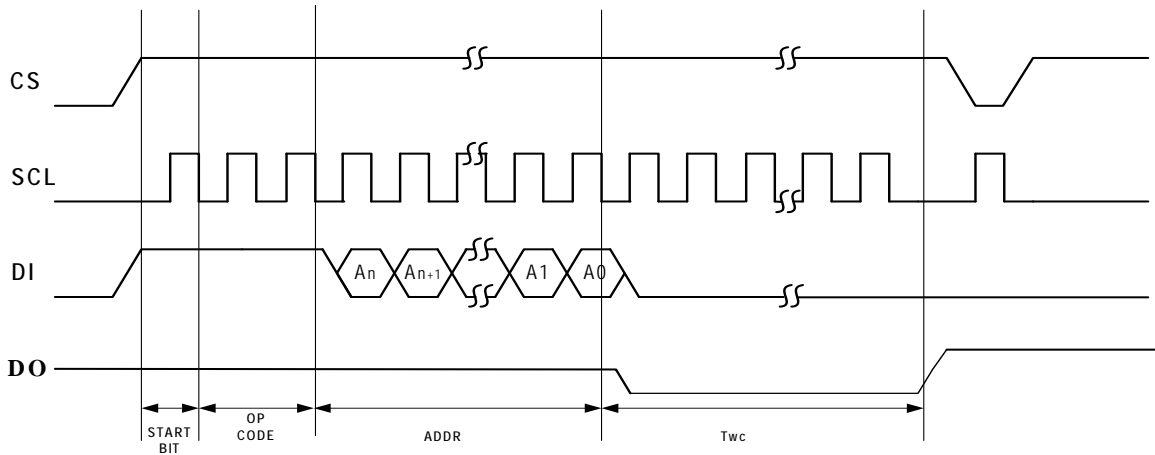 CS
SCL
DI
An
An+1
A1
A0
DO
START
BIT
OP
CODE
ADDR
Twc